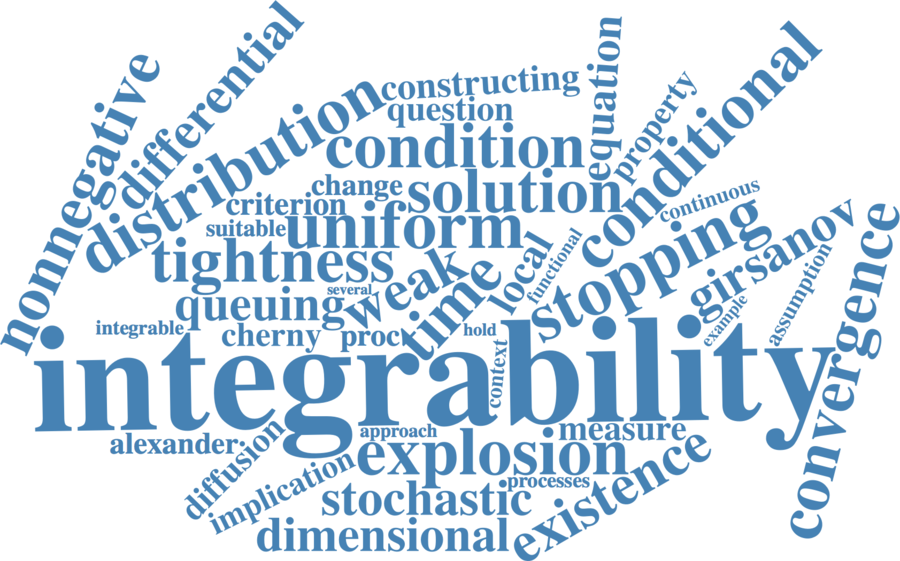 nonnegative
differential
distribution
constructing
question
equation
property
conditional
condition
change
solution
criterion
suitable
uniform
continuous
tightness
weak
local
functional
stopping
girsanov
assumption
convergence
several
queuing
time
example
integrable
cherny
proc
hold
integrability
context
alexander
approach
measure
diffusion
implication
explosion
processes
existence
stochastic
dimensional